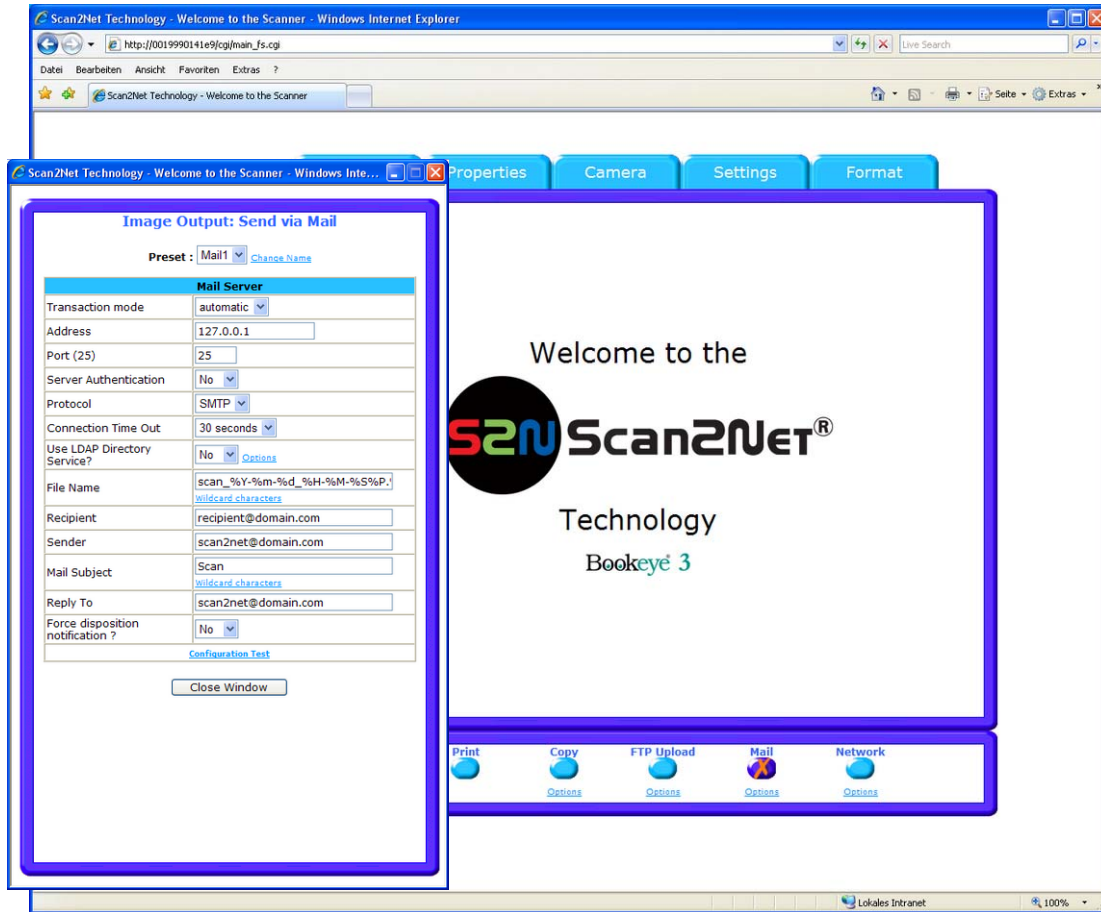 Scan2Net Technology - Welcome to the Scanner - Windows Internet Explorer
http://0019990141e9/cgi/main_fs.cgi
Live Search
Datei Bearbeiten Ansicht Favoriten Extras ?
Scan2Net Technology - Welcome to the Scanner
Seite
Extras
Scan2Net Technology - Welcome to the Scanner - Windows Inte...
Properties
Camera
Settings
Format
Image Output: Send via Mail
Preset : Mail1 Change Name
Mail Server
Transaction mode automatic
Address 127.0.0.1
Port (25) 25
Server Authentication No
Protocol SMTP
Connection Time Out 30 seconds
Use LDAP Directory
Service? No Options
File Name scan_%Y-%m-%d_%H-%M-%S%P.
Wildcard characters
Recipient recipient@domain.com
Sender scan2net@domain.com
Mail Subject Scan
Wildcard characters
Reply To scan2net@domain.com
Force disposition
notification ? No
Configuration Test
Close Window
Welcome to the
S2N Scan2Net®
Technology
Bookeye 3
Print
Copy
FTP Upload
Mail
Network
Options
Options
Options
Options
Lokales Intranet
100%